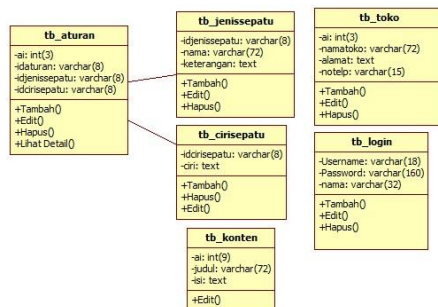 tb_aturan
-ai: int(3)
-idaturan: varchar(8)
-idjenissepatu: varchar(8)
-idcirisepatu: varchar(8)
+Tambah()
+Edit()
+Hapus()
+Lihat Detail()
tb_jenissepatu
-idjenissepatu: varchar(8)
-nama: varchar(72)
-keterangan: text
+Tambah()
+Edit()
+Hapus()
tb_toko
-ai: int(3)
-namatoko: varchar(72)
-alamat: text
-notelp: varchar(15)
+Tambah()
+Edit()
+Hapus()
tb_cirisepatu
-idcirisepatu: varchar(8)
-ciri: text
+Tambah()
+Hapus()
+Edit()
tb_login
-Username: varchar(18)
-Password: varchar(160)
-nama: varchar(32)
+Tambah()
+Edit()
+Hapus()
tb_konten
-ai: int(9)
-judul: varchar(72)
-isi: text
+Edit()